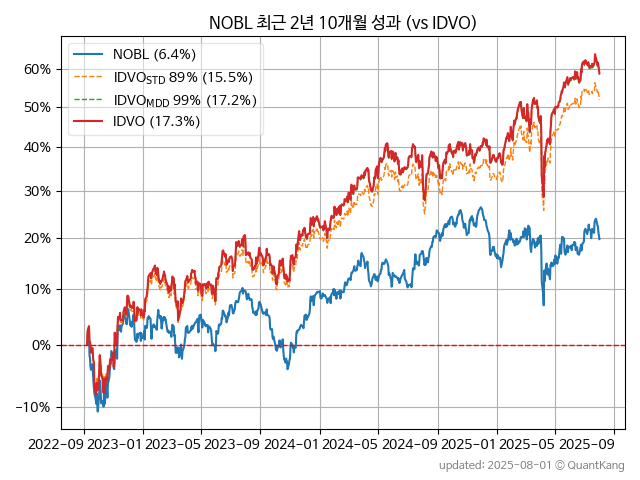 NOBL 최근 2년 10개월 성과 (vs IDVO)
NOBL (6.4%)
IDVO_STD 89% (15.5%)
IDVO_MDD 99% (17.2%)
IDVO (17.3%)
60%
50%
40%
30%
20%
10%
0%
−10%
2022-09 2023-01 2023-05 2023-09 2024-01 2024-05 2024-09 2025-01 2025-05 2025-09
updated: 2025-08-01 © QuantKang